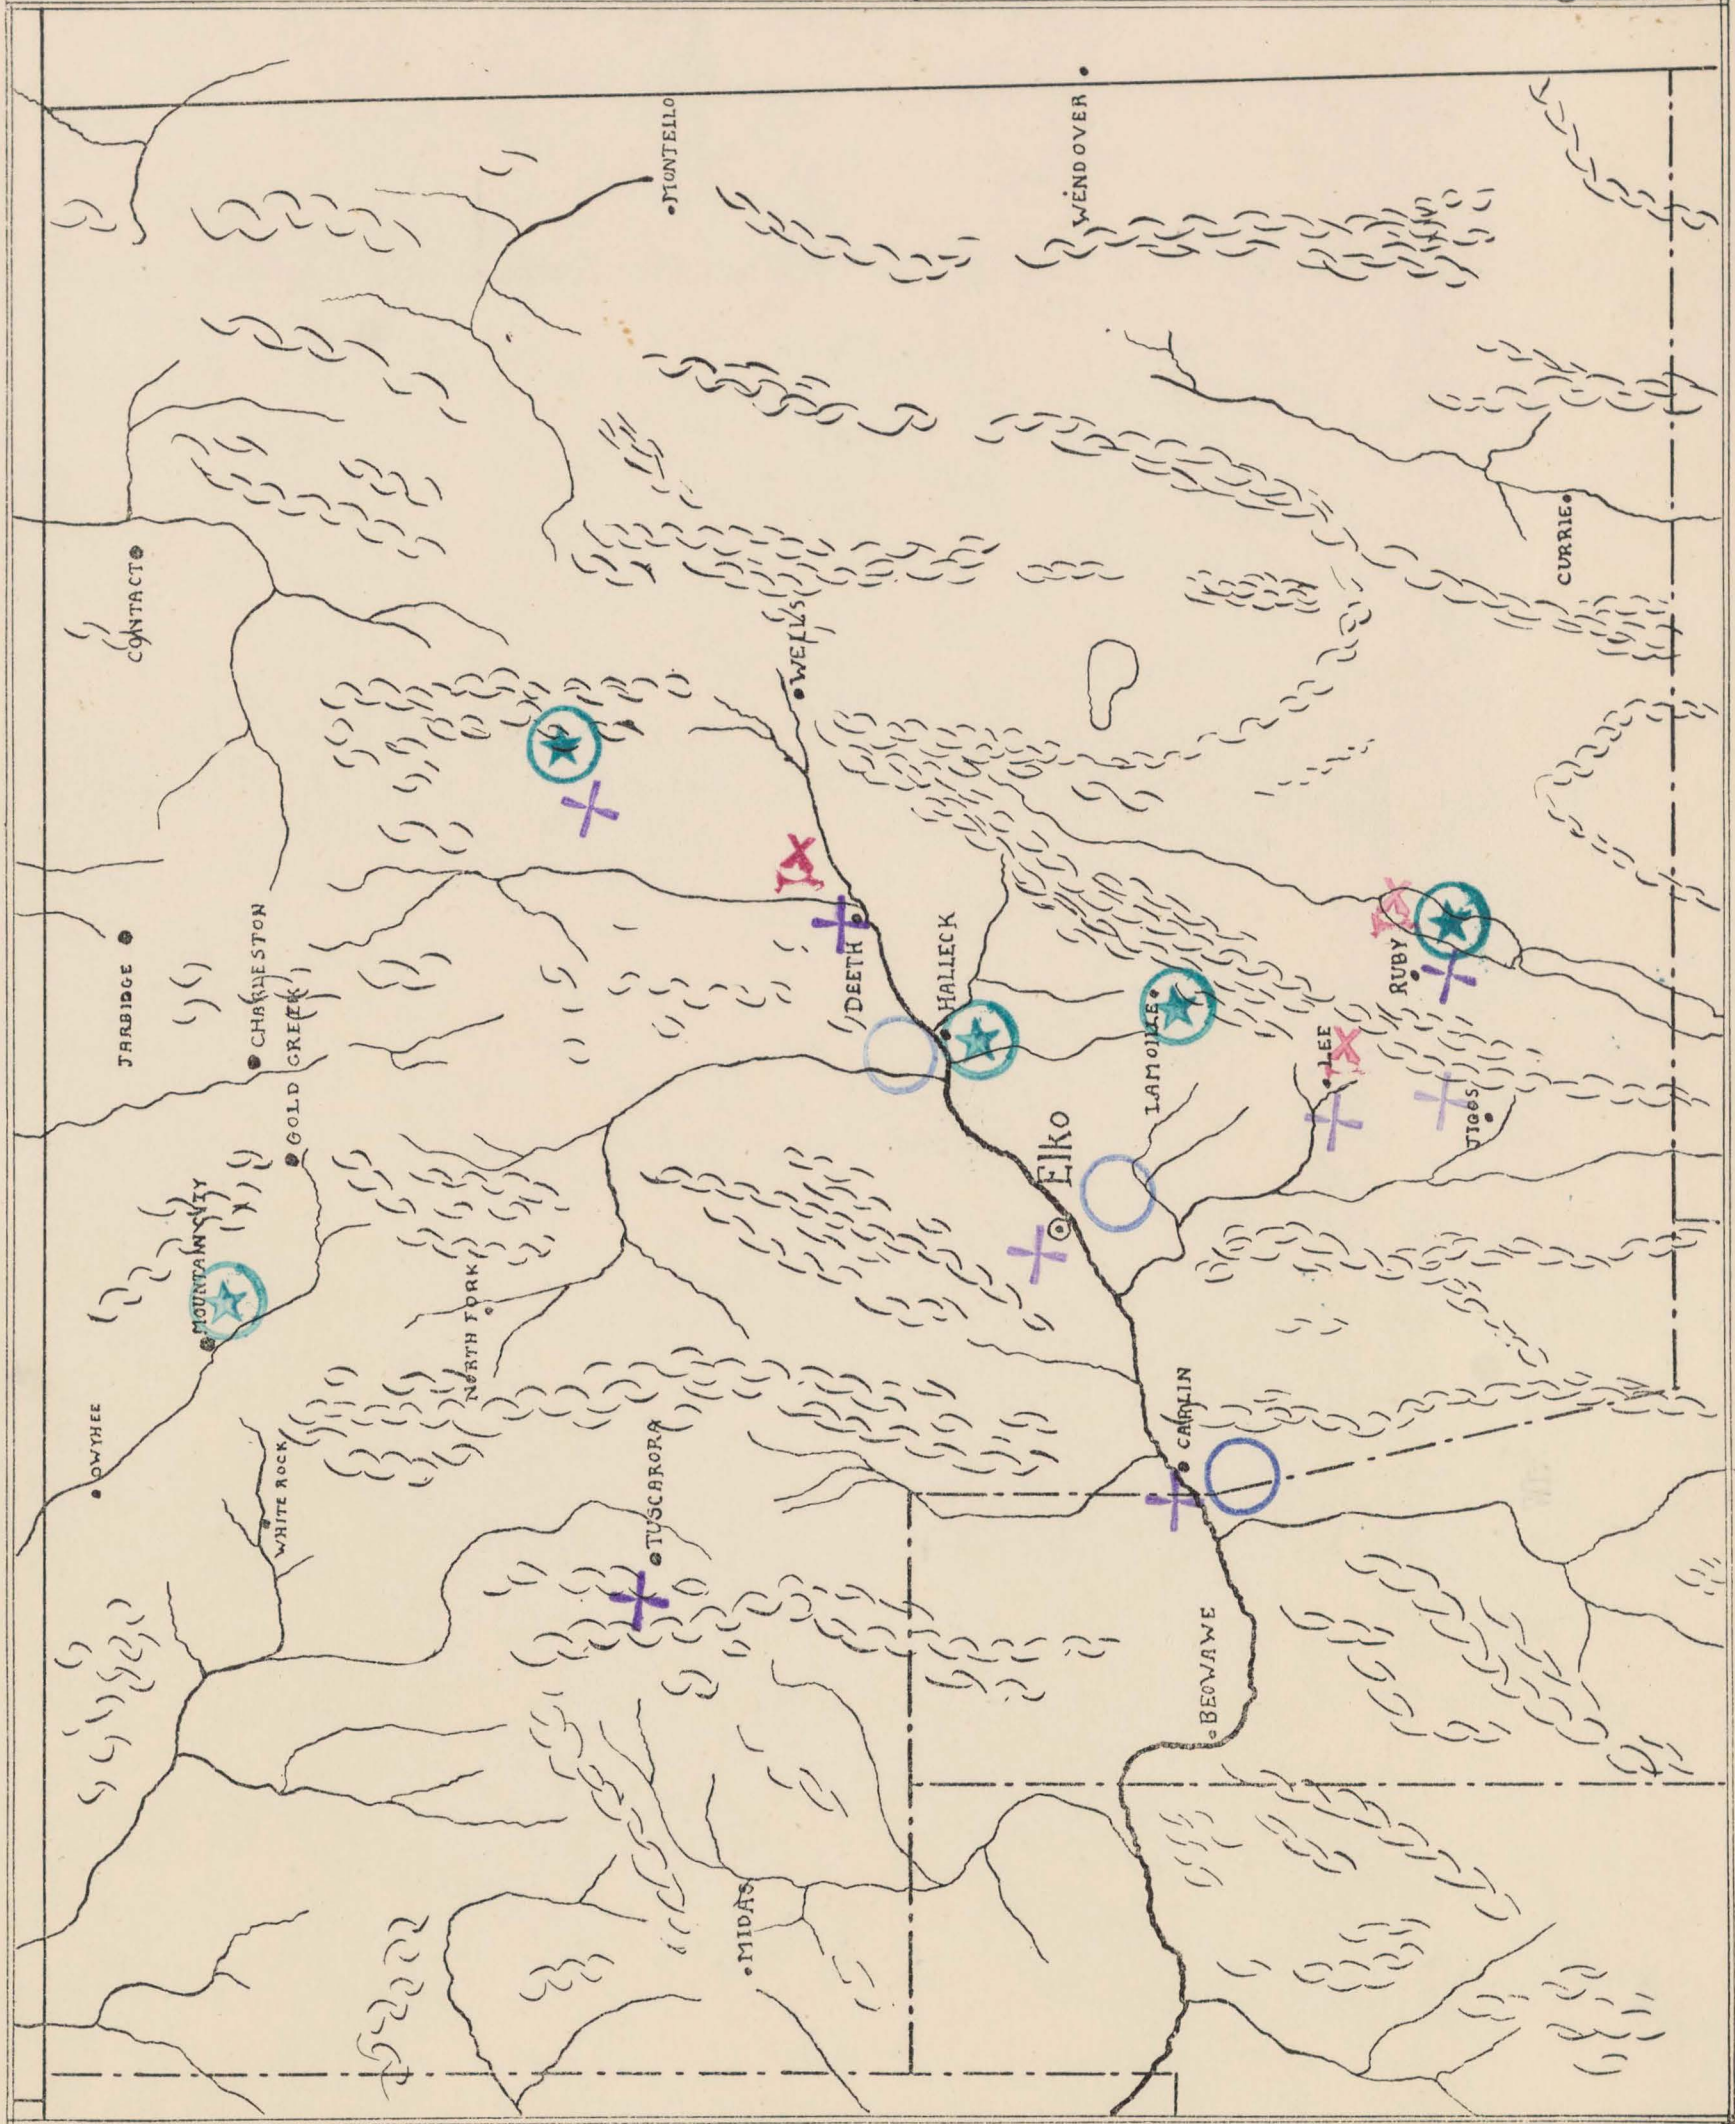 OWYHEE
JARBIDGE
CONTACT
MOUNTAIN CITY
CHARLESTON
WHITE ROCK
GOLD CREEK
NORTH FORK
TUSCARORA
MONTELLO
MIDAS
WELLS
DEETH
HALLECK
Elko
WENDOVER
LAMOILLE
CARLIN
BEOWAWE
LEE
RUBY
JIGGS
CURRIE